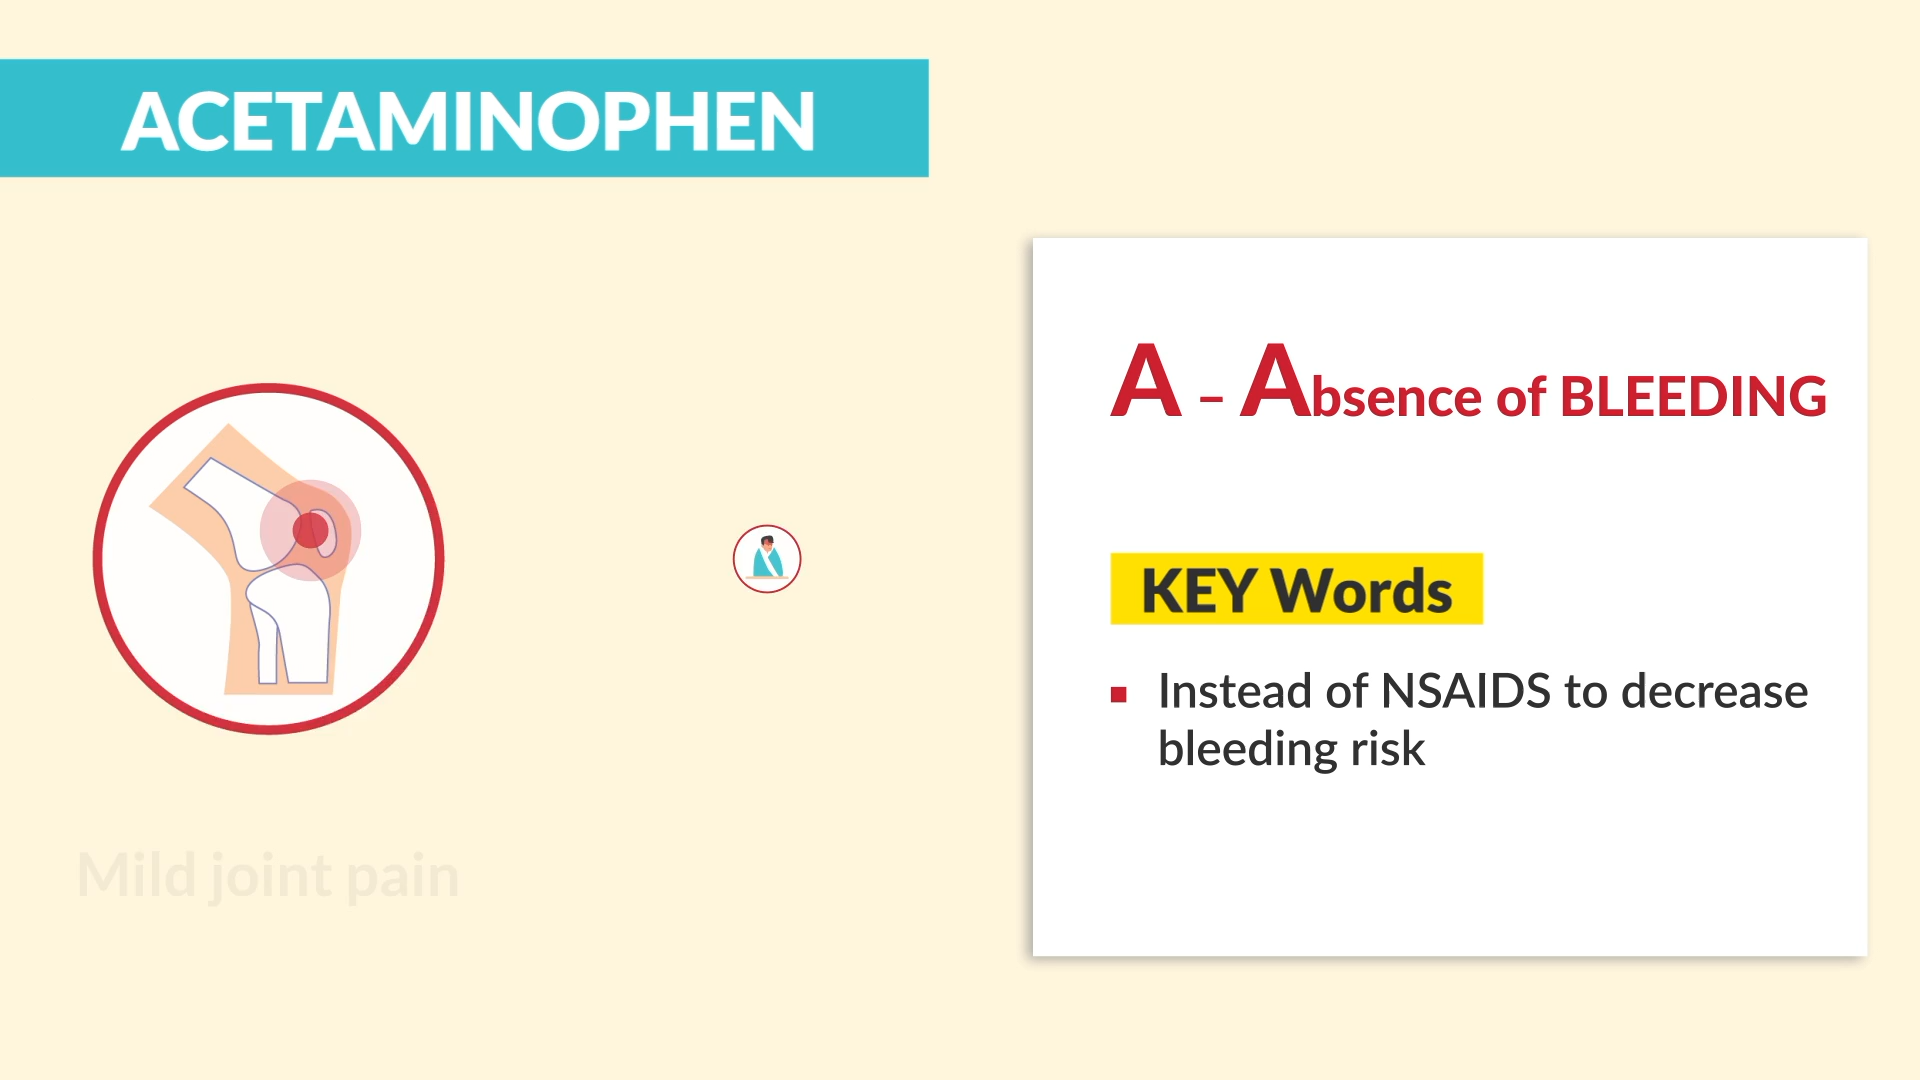 ACETAMINOPHEN
A – Absence of BLEEDING
KEY Words
▪ Instead of NSAIDS to decrease
bleeding risk
Mild joint pain